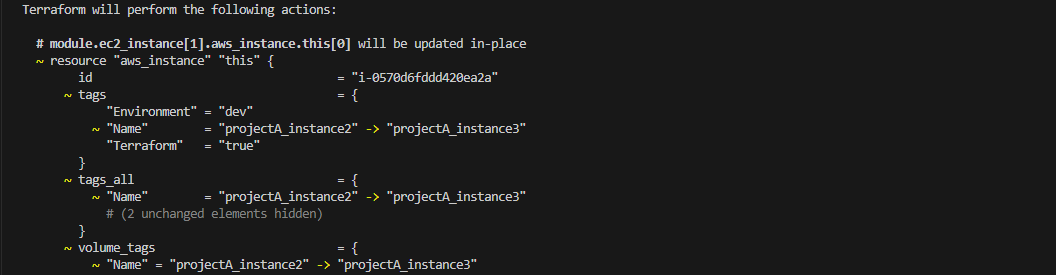 Terraform will perform the following actions:
# module.ec2_instance[1].aws_instance.this[0] will be updated in-place
~ resource "aws_instance" "this" {
id = "i-0570d6fddd420ea2a"
~ tags = {
"Environment" = "dev"
~ "Name" = "projectA_instance2" -> "projectA_instance3"
"Terraform" = "true"
}
~ tags_all = {
~ "Name" = "projectA_instance2" -> "projectA_instance3"
# (2 unchanged elements hidden)
}
~ volume_tags = {
~ "Name" = "projectA_instance2" -> "projectA_instance3"